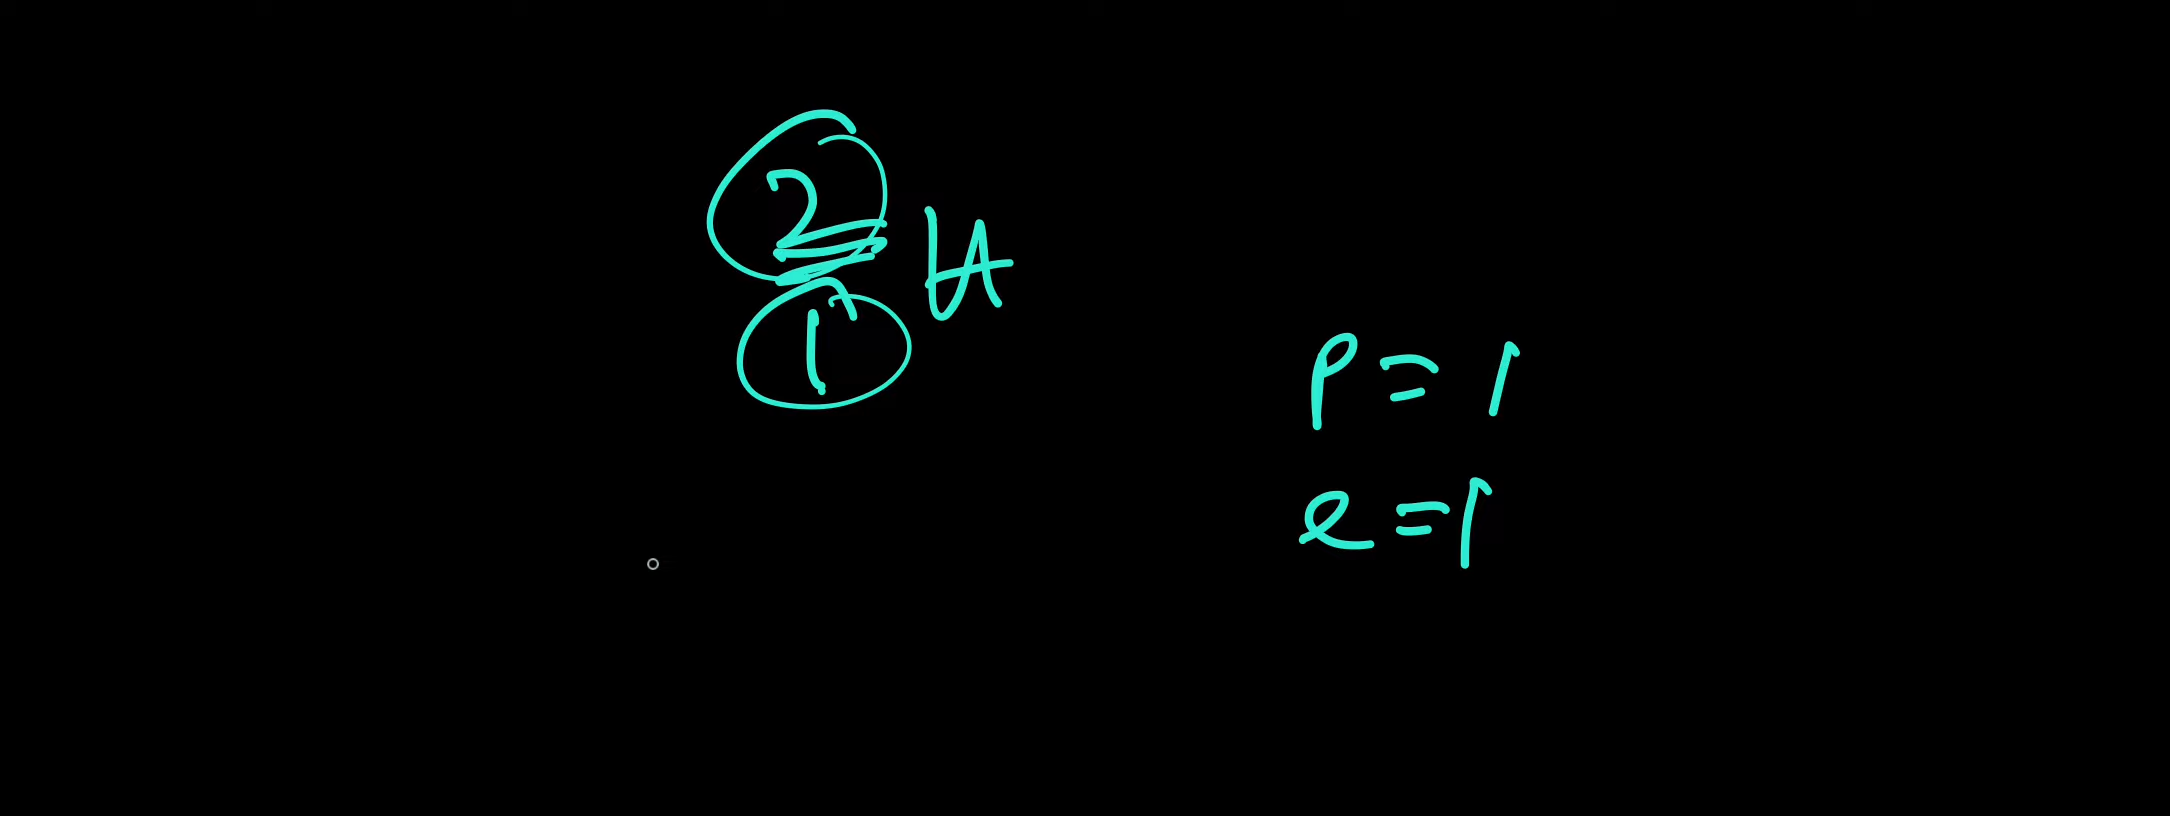 2
1
P = 1
e = 1